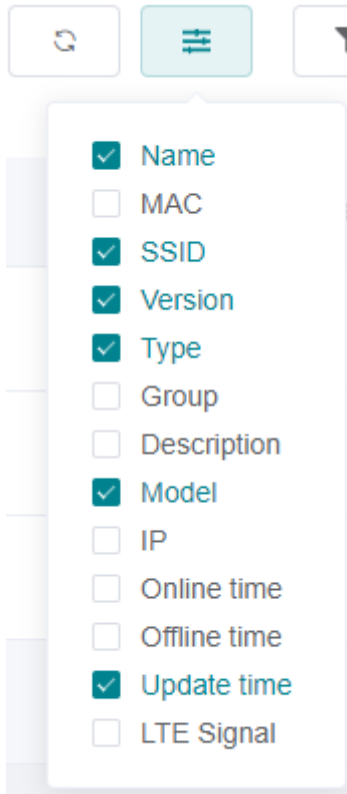 Name
MAC
SSID
Version
Type
Group
Description
Model
IP
Online time
Offline time
Update time
LTE Signal